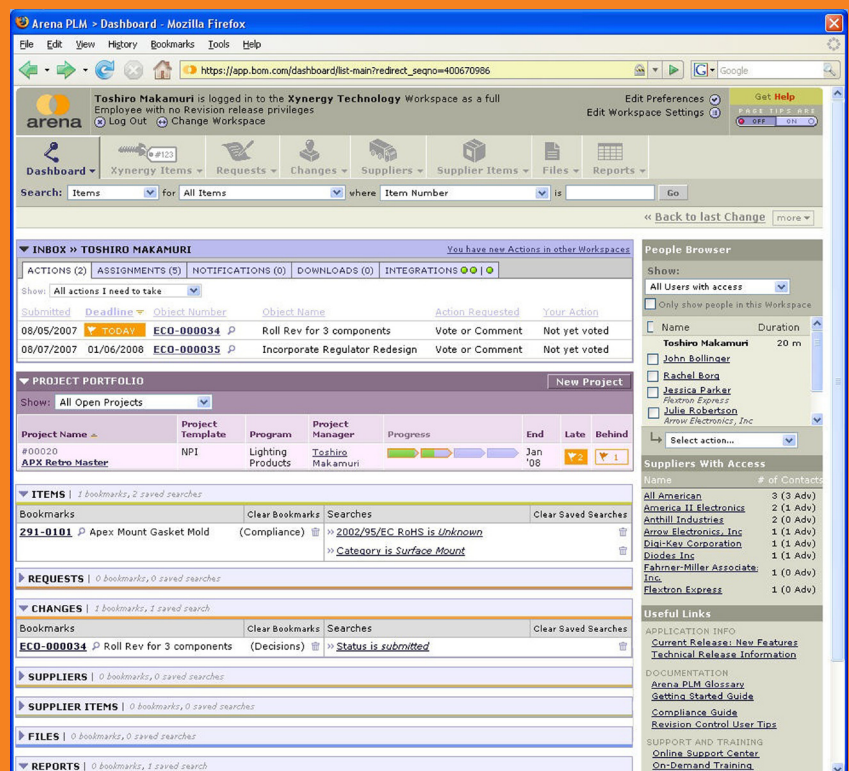 Arena PLM > Dashboard - Mozilla Firefox
File Edit View History Bookmarks Tools Help
https://app.bom.com/dashboard/list-main?redirect_seqno=400670986
G Google
arena
Toshiro Makamuri is logged in to the Xynergy Technology Workspace as a full
Employee with no Revision release privileges
Log Out Change Workspace
Edit Preferences
Edit Workspace Settings
Get Help
PAGE TIPS ARE
OFF ON
#123
Dashboard Xynergy Items Requests Changes Suppliers Supplier Items Files Reports
Search: Items for All Items where Item Number is Go
« Back to last Change more
INBOX » TOSHIRO MAKAMURI You have new Actions in other Workspaces
ACTIONS (2) ASSIGNMENTS (5) NOTIFICATIONS (0) DOWNLOADS (0) INTEGRATIONS
Show: All actions I need to take
Submitted Deadline Object Number Object Name Action Requested Your Action
08/05/2007 TODAY ECO-000034 Roll Rev for 3 components Vote or Comment Not yet voted
08/07/2007 01/06/2008 ECO-000035 Incorporate Regulator Redesign Vote or Comment Not yet voted
PROJECT PORTFOLIO New Project
Show: All Open Projects
Project Name Project Template Program Project Manager Progress End Late Behind
#00020 APX Retro Master NPI Lighting Products Toshiro Makamuri Jan '08 2 1
ITEMS | 1 bookmarks, 2 saved searches
Bookmarks Clear Bookmarks Searches Clear Saved Searches
291-0101 Apex Mount Gasket Mold (Compliance) » 2002/95/EC RoHS is Unknown
» Category is Surface Mount
REQUESTS | 0 bookmarks, 0 saved searches
CHANGES | 1 bookmarks, 1 saved search
Bookmarks Clear Bookmarks Searches Clear Saved Searches
ECO-000034 Roll Rev for 3 components (Decisions) » Status is submitted
SUPPLIERS | 0 bookmarks, 0 saved searches
SUPPLIER ITEMS | 0 bookmarks, 0 saved searches
FILES | 0 bookmarks, 0 saved searches
REPORTS | 0 bookmarks, 1 saved search
People Browser
Show:
All Users with access
Only show people in this Workspace
Name Duration
Toshiro Makamuri 20 m
John Bollinger
Rachel Borg
Jessica Parker
Flextron Express
Julie Robertson
Arrow Electronics, Inc
Select action...
Suppliers With Access
Name # of Contacts
All American 3 (3 Adv)
America II Electronics 2 (1 Adv)
Anthill Industries 2 (0 Adv)
Arrow Electronics, Inc 1 (1 Adv)
Digi-Key Corporation 1 (1 Adv)
Diodes Inc 1 (1 Adv)
Fahrner-Miller Associate:
Inc. 1 (0 Adv)
Flextron Express 1 (0 Adv)
Useful Links
APPLICATION INFO
Current Release: New Features
Technical Release Information
DOCUMENTATION
Arena PLM Glossary
Getting Started Guide
Compliance Guide
Revision Control User Tips
SUPPORT AND TRAINING
Online Support Center
On-Demand Training